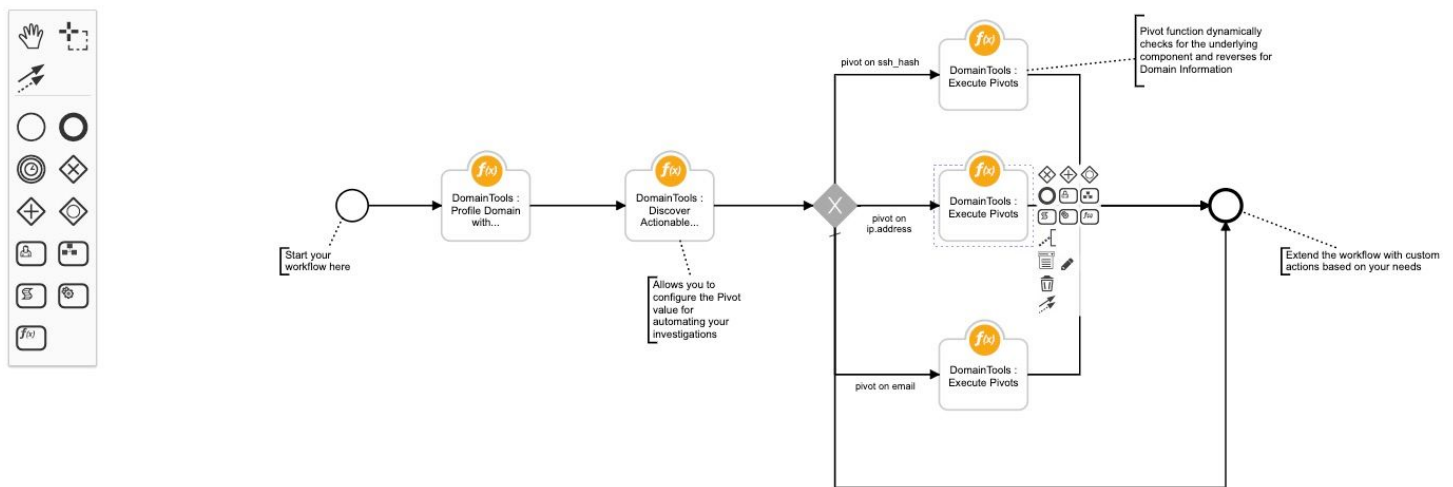 f(x)
DomainTools :
Execute Pivots
Pivot function dynamically
checks for the underlying
component and reverses for
Domain Information
pivot on ssh_hash
f(x)
DomainTools :
Profile Domain
with...
f(x)
DomainTools :
Discover
Actionable...
X
f(x)
DomainTools :
Execute Pivots
pivot on
ip.address
Start your
workflow here
Allows you to
configure the Pivot
value for
automating your
investigations
Extend the workflow with custom
actions based on your needs
f(x)
f(x)
DomainTools :
Execute Pivots
pivot on email
f(x)